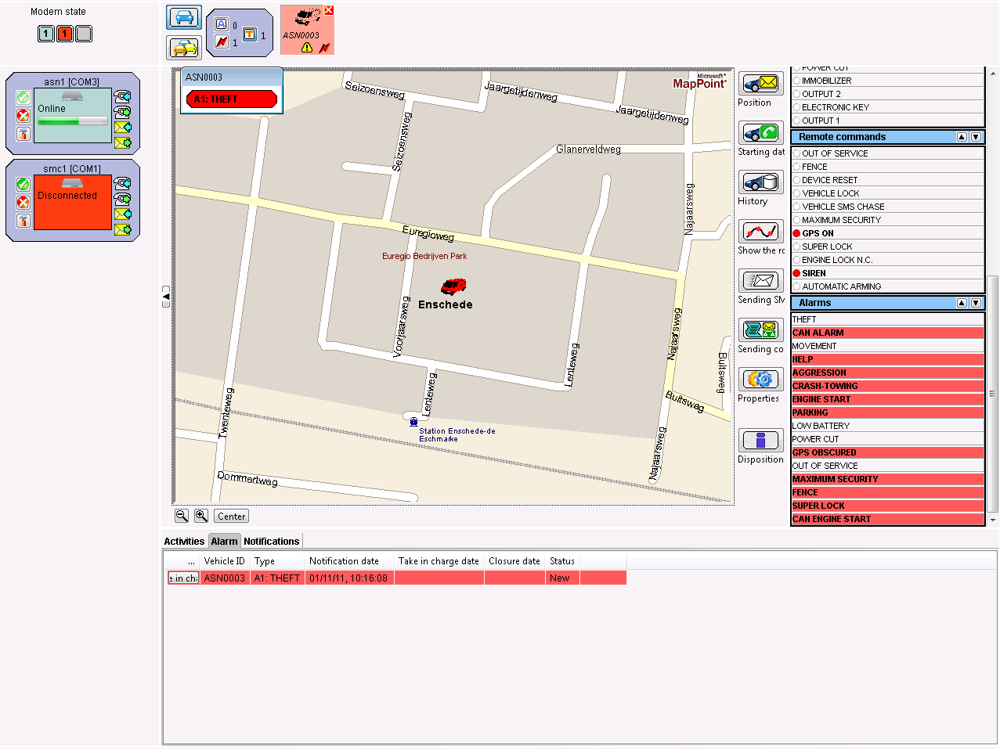 Modem state
1 1
A 0
1
T 1
ASN0003
asn1 [COM3]
Online
smc1 [COM1]
Disconnected
ASN0003
A1: THEFT
Microsoft®
MapPoint®
Seizoensweg
Jaargetijdenweg
Jaargetijdenweg
Seizoensweg
Glanerveldweg
Najaarsweg
Euregioweg
Euregio Bedrijven Park
Enschede
Voorjaarsweg
Najaarsweg
Lenteweg
Lenteweg
Bultsweg
Bultsweg
Twenteweg
Station Enschede-de
Eschmarke
Najaarsweg
Dommertweg
Center
Position
Starting dat
History
Show the ro
Sending SM
Sending co
Properties
Disposition
POWER CUT
IMMOBILIZER
OUTPUT 2
ELECTRONIC KEY
OUTPUT 1
Remote commands
OUT OF SERVICE
FENCE
DEVICE RESET
VEHICLE LOCK
VEHICLE SMS CHASE
MAXIMUM SECURITY
GPS ON
SUPER LOCK
ENGINE LOCK N.C.
SIREN
AUTOMATIC ARMING
Alarms
THEFT
CAN ALARM
MOVEMENT
HELP
AGGRESSION
CRASH-TOWING
ENGINE START
PARKING
LOW BATTERY
POWER CUT
GPS OBSCURED
OUT OF SERVICE
MAXIMUM SECURITY
FENCE
SUPER LOCK
CAN ENGINE START
Activities Alarm Notifications
... Vehicle ID Type Notification date Take in charge date Closure date Status
e in cha ASN0003 A1: THEFT 01/11/11, 10:16:08 New